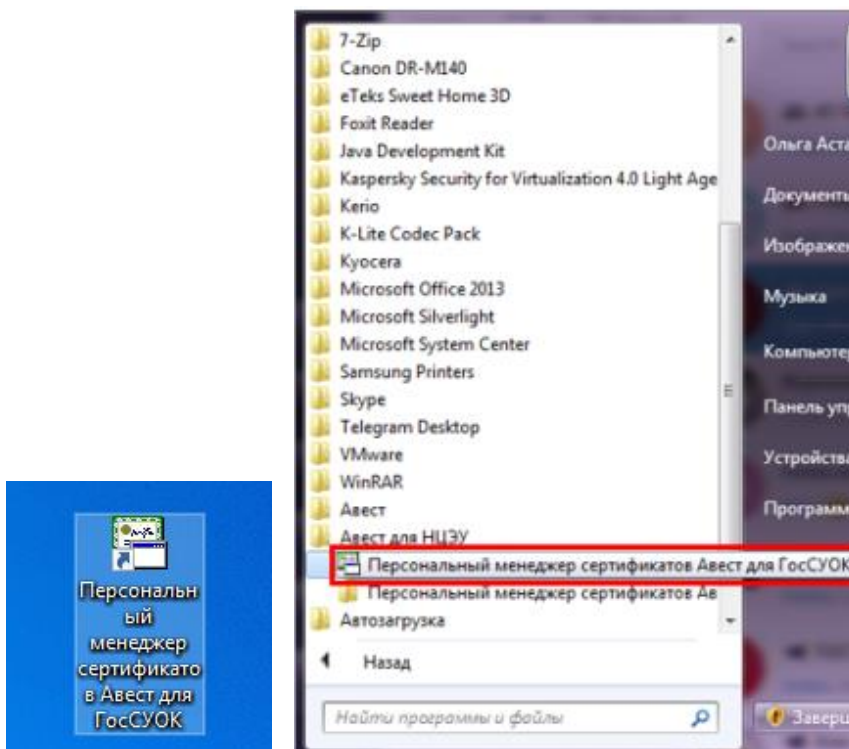 Персональн
ый
менеджер
сертификато
в Авест для
ГосСУОК
7-Zip
Canon DR-M140
eTeks Sweet Home 3D
Foxit Reader
Java Development Kit
Kaspersky Security for Virtualization 4.0 Light Age
Kerio
K-Lite Codec Pack
Kyocera
Microsoft Office 2013
Microsoft Silverlight
Microsoft System Center
Samsung Printers
Skype
Telegram Desktop
VMware
WinRAR
Авест
Авест для НЦЭУ
Персональный менеджер сертификатов Авест для ГосСУОК
Персональный менеджер сертификатов Ав
Автозагрузка
Назад
Найти программы и файлы
Ольга Аста
Документы
Изображен
Музыка
Компьютер
Панель упр
Устройства
Программ
Заверш